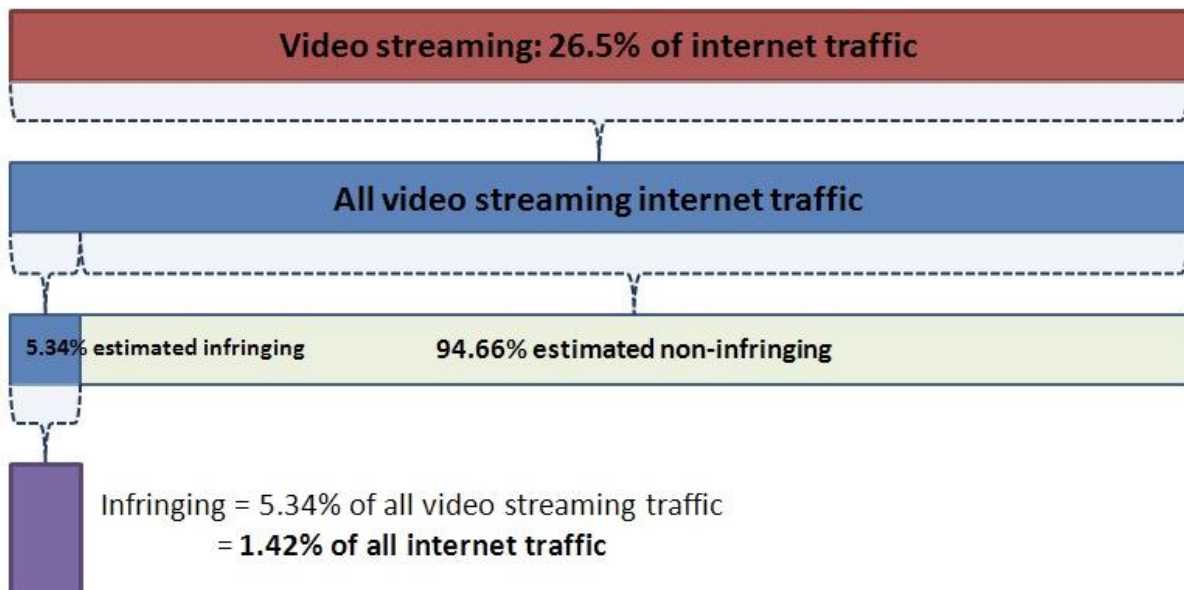 Video streaming: 26.5% of internet traffic
All video streaming internet traffic
5.34% estimated infringing
94.66% estimated non-infringing
Infringing = 5.34% of all video streaming traffic
= 1.42% of all internet traffic